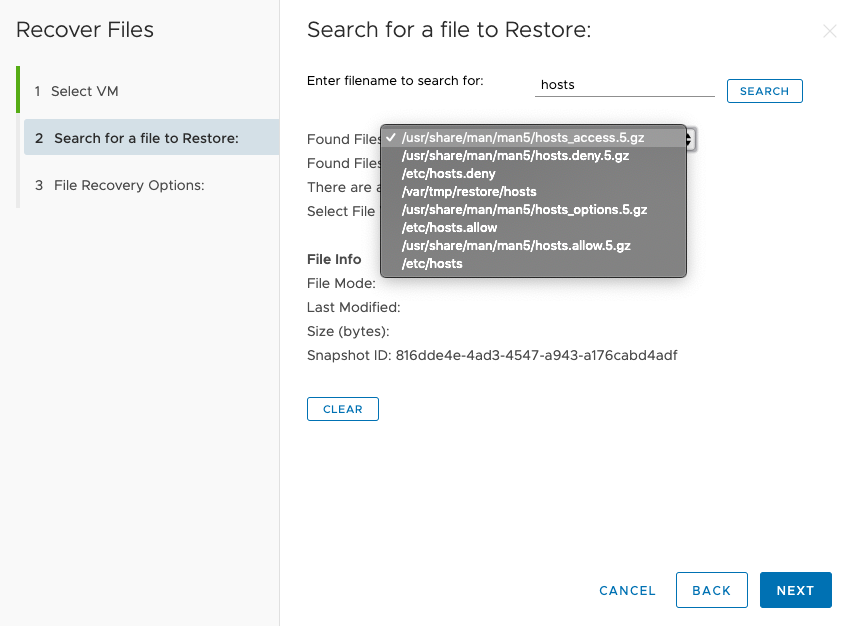 Recover Files
1 Select VM
2 Search for a file to Restore:
3 File Recovery Options:
Search for a file to Restore:
Enter filename to search for:
hosts
SEARCH
Found Files
✓ /usr/share/man/man5/hosts_access.5.gz
/usr/share/man/man5/hosts.deny.5.gz
Found Files
/etc/hosts.deny
There are a
/var/tmp/restore/hosts
Select File
/usr/share/man/man5/hosts_options.5.gz
/etc/hosts.allow
/usr/share/man/man5/hosts.allow.5.gz
/etc/hosts
File Info
File Mode:
Last Modified:
Size (bytes):
Snapshot ID: 816dde4e-4ad3-4547-a943-a176cabd4adf
CLEAR
CANCEL
BACK
NEXT